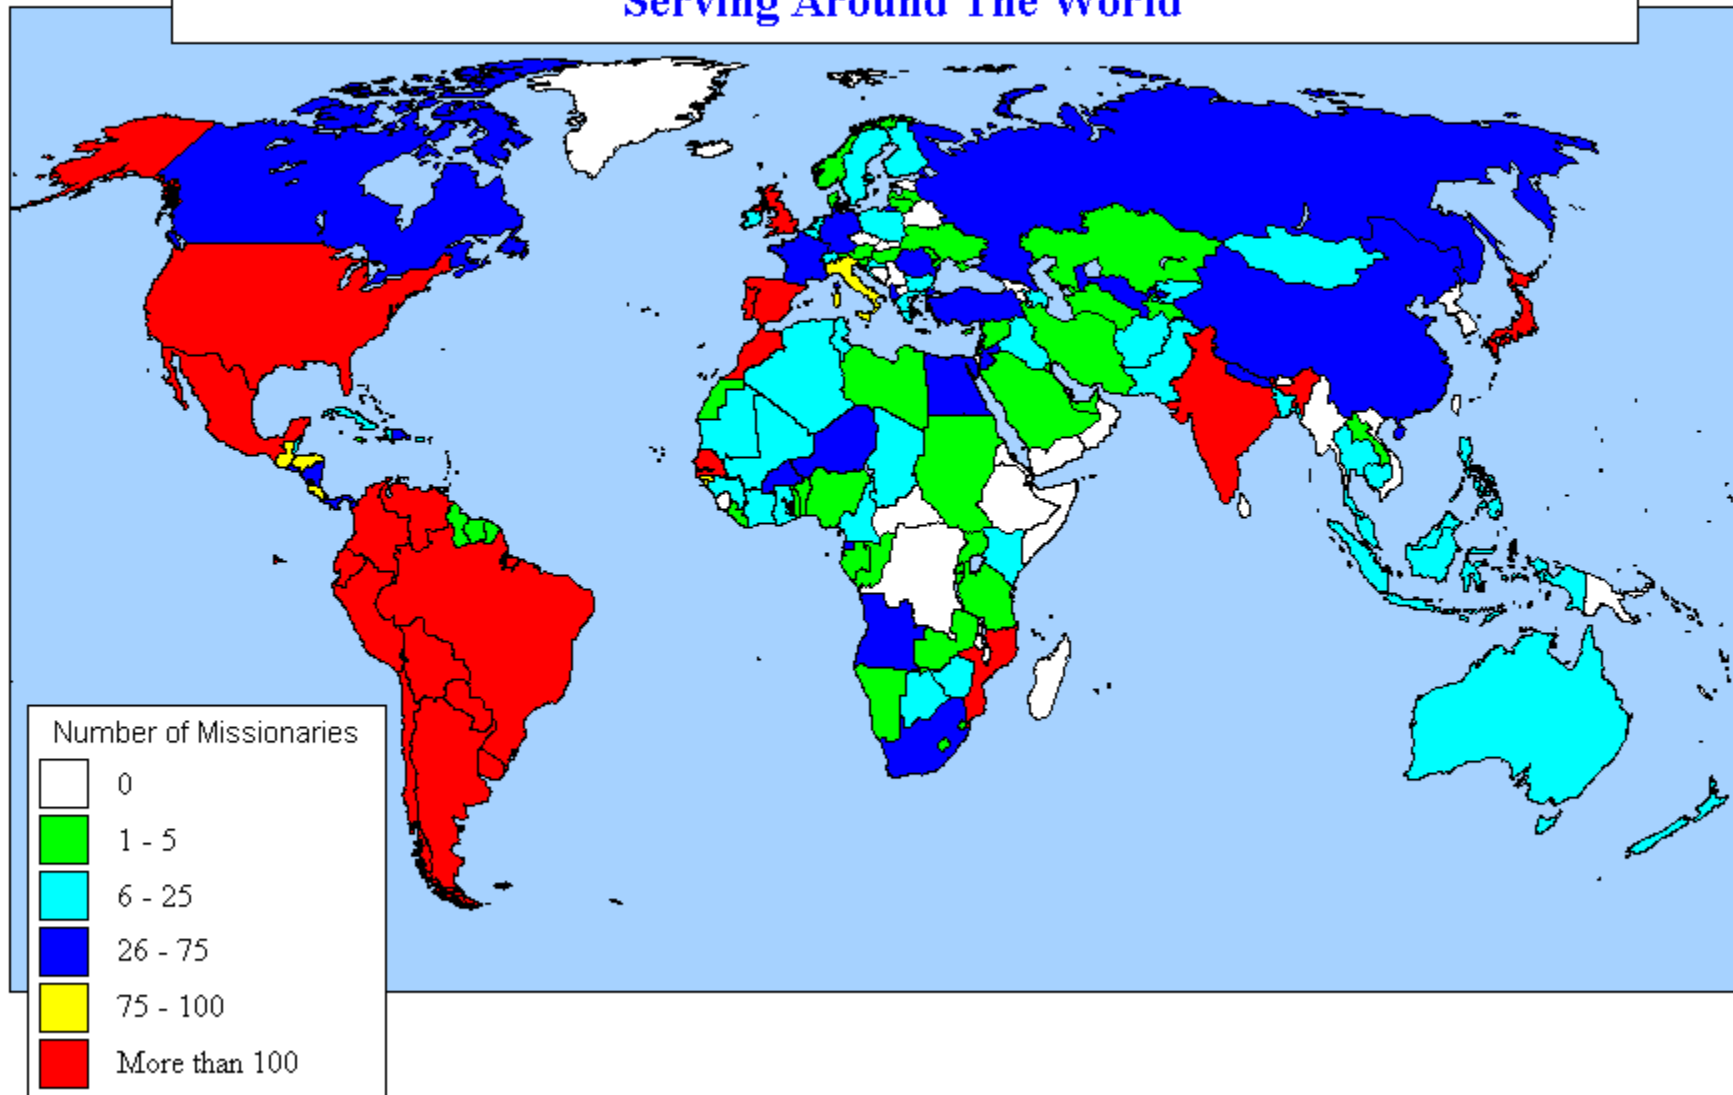 Serving Around The World
Number of Missionaries
0
1 - 5
6 - 25
26 - 75
75 - 100
More than 100